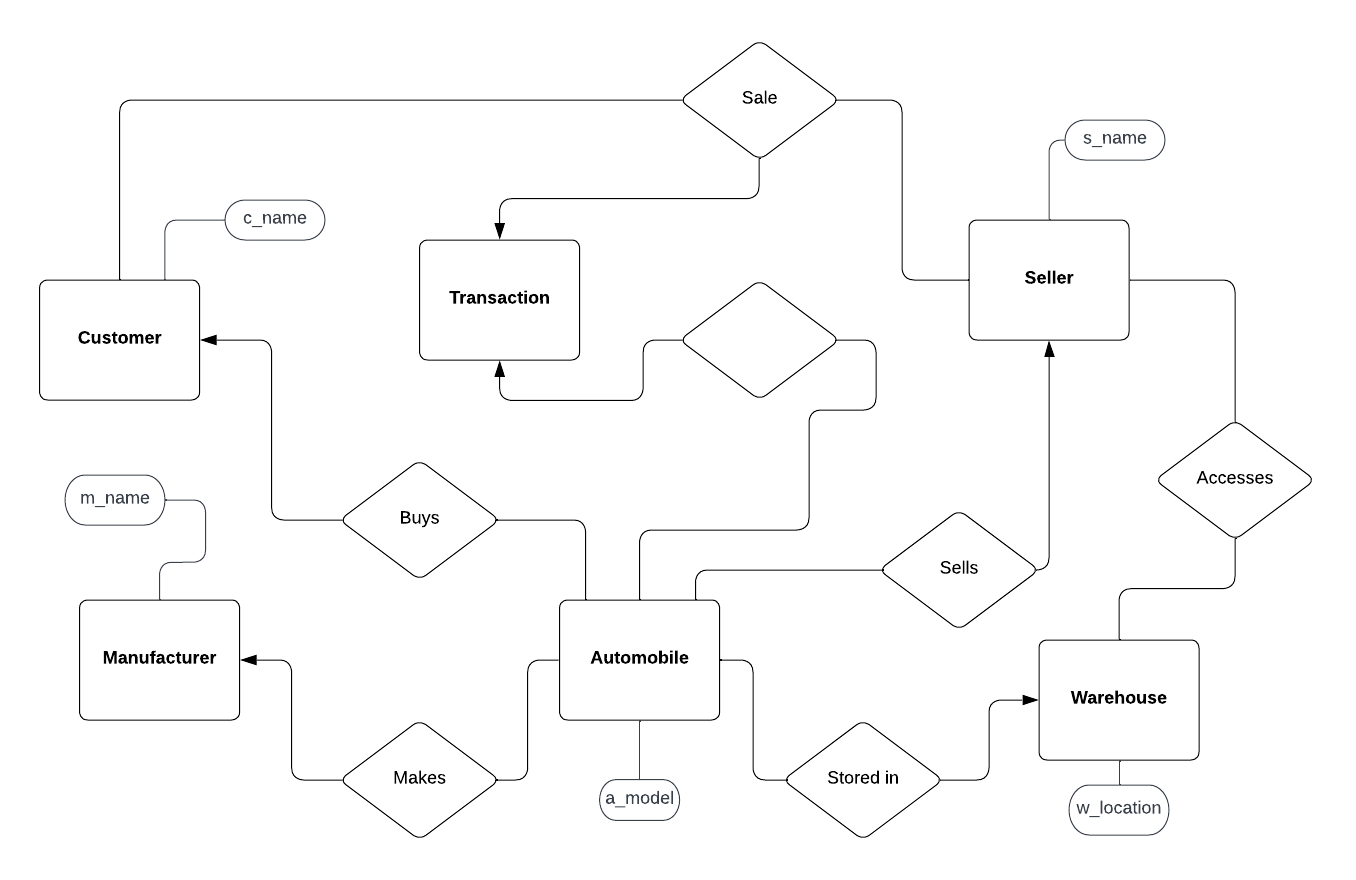 Sale
s_name
c_name
Seller
Transaction
Customer
Accesses
m_name
Buys
Sells
Manufacturer
Automobile
Warehouse
Makes
Stored in
a_model
w_location